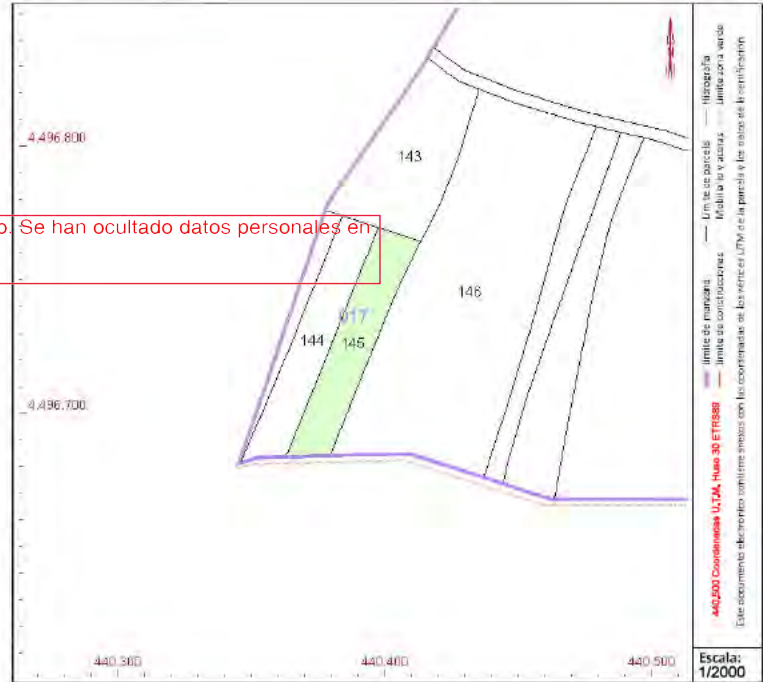 4.496.800
143
o. Se han ocultado datos personales en
146
017
144
145
4.496.700
440.300
440.400
440.500
límite de manzana
Límite de parcela
Hidrografía
límite de construcciones
Mobiliario y aceras
Límite zona verde
440,500 Coordenadas U.T.M. Huso 30 ETRS89
Este documento electrónico contiene anexos con las coordenadas de los vértices UTM de la parcela y los datos de la certificación
Escala:
1/2000